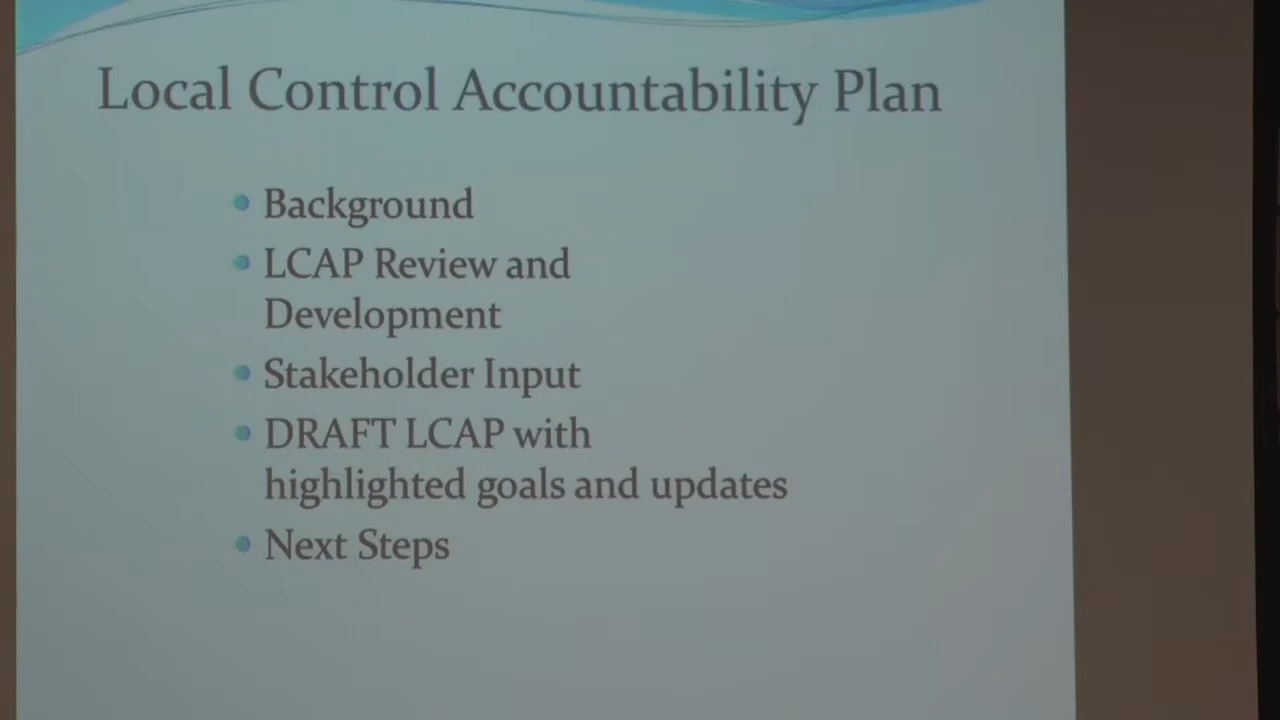 Local Control Accountability Plan
• Background
• LCAP Review and
Development
• Stakeholder Input
• DRAFT LCAP with
highlighted goals and updates
• Next Steps